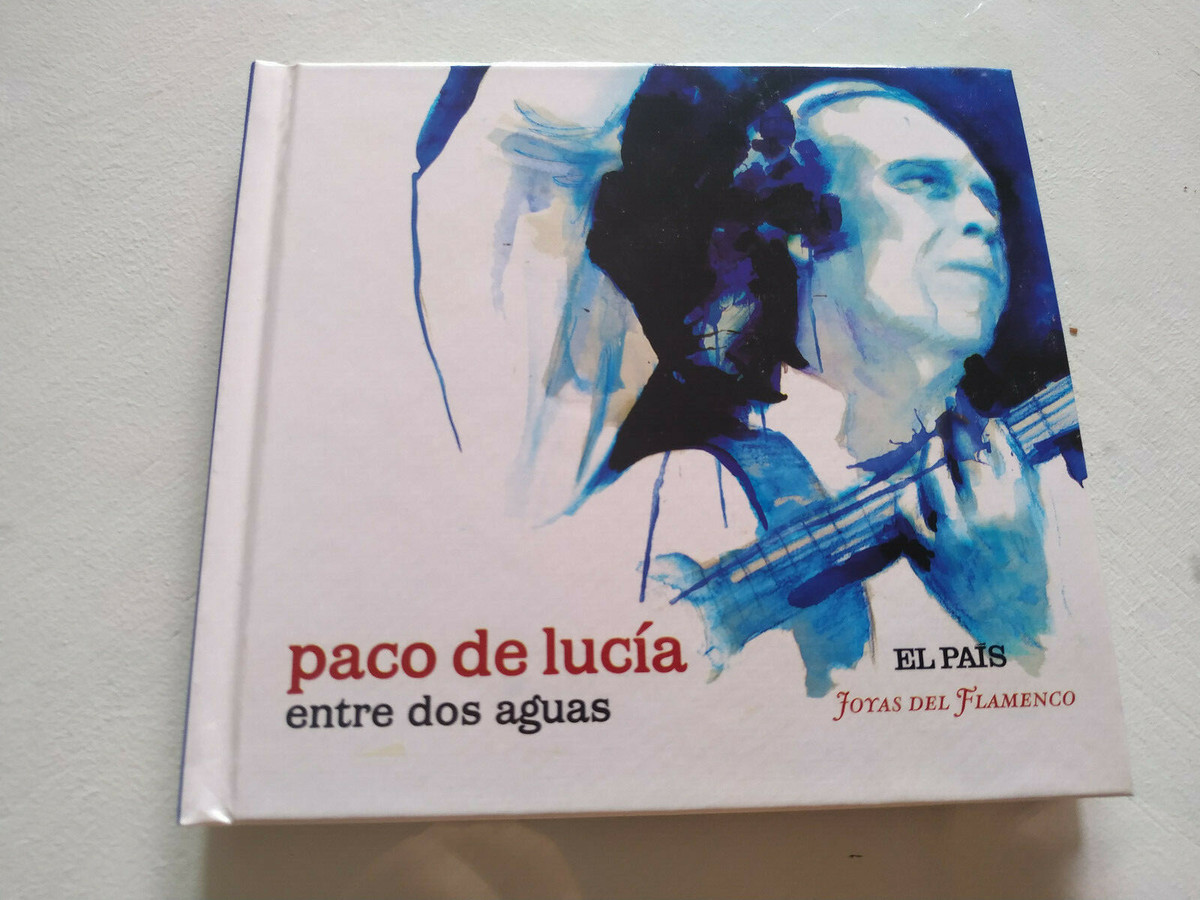 paco de lucía
entre dos aguas
EL PAÍS
JOYAS DEL FLAMENCO